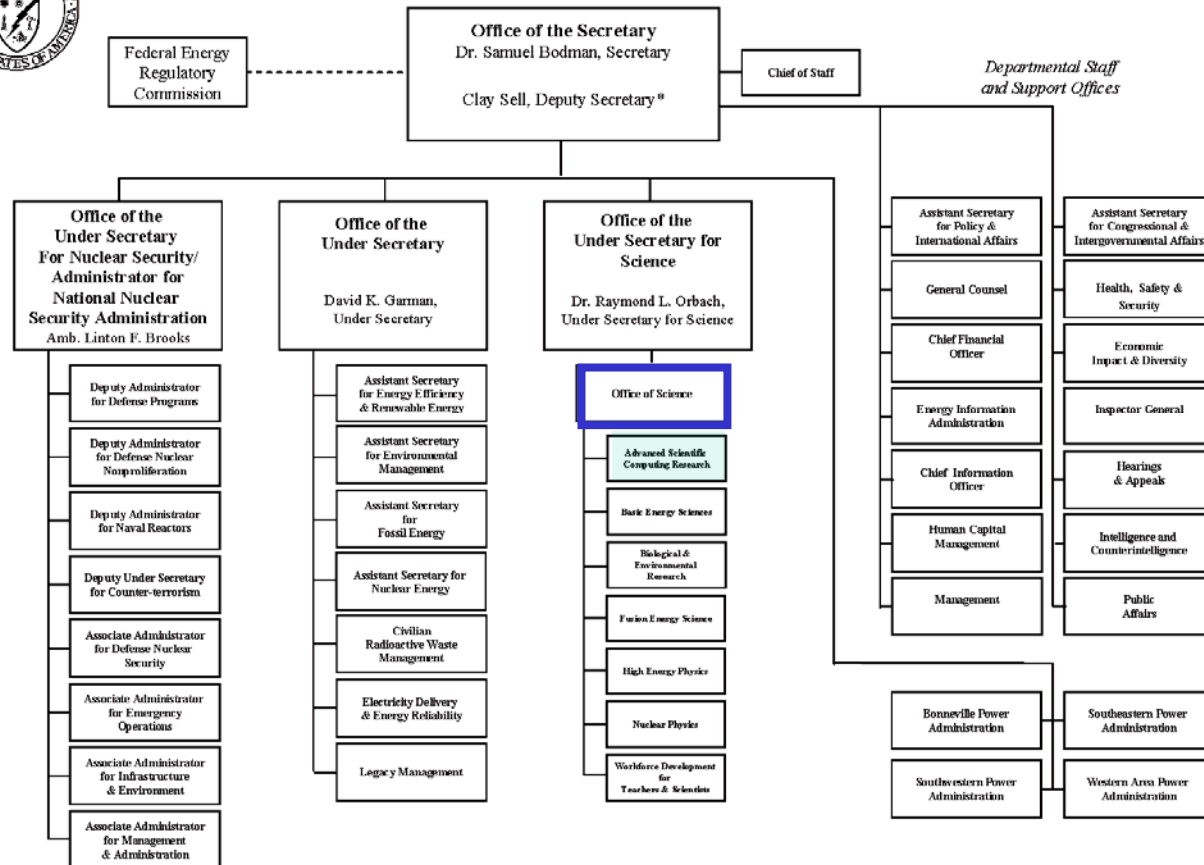 ATES OF AMERICA
Federal Energy
Regulatory
Commission
Office of the Secretary
Dr. Samuel Bodman, Secretary
Clay Sell, Deputy Secretary*
Chief of Staff
Departmental Staff
and Support Offices
Office of the
Under Secretary
For Nuclear Security/
Administrator for
National Nuclear
Security Administration
Amb. Linton F. Brooks
Deputy Administrator
for Defense Programs
Deputy Administrator
for Defense Nuclear
Nonproliferation
Deputy Administrator
for Naval Reactors
Deputy Under Secretary
for Counter-terrorism
Associate Administrator
for Defense Nuclear
Security
Associate Administrator
for Emergency
Operations
Associate Administrator
for Infrastructure
& Environment
Associate Administrator
for Management
& Administration
Office of the
Under Secretary
David K. Garman,
Under Secretary
Assistant Secretary
for Energy Efficiency
& Renewable Energy
Assistant Secretary
for Environmental
Management
Assistant Secretary
for
Fossil Energy
Assistant Secretary for
Nuclear Energy
Civilian
Radioactive Waste
Management
Electricity Delivery
& Energy Reliability
Legacy Management
Office of the
Under Secretary for
Science
Dr. Raymond L. Orbach,
Under Secretary for Science
Office of Science
Advanced Scientific
Computing Research
Basic Energy Sciences
Biological &
Environmental
Research
Fusion Energy Science
High Energy Physics
Nuclear Physics
Workforce Development
for
Teachers & Scientists
Assistant Secretary
for Policy &
International Affairs
General Counsel
Chief Financial
Officer
Energy Information
Administration
Chief Information
Officer
Human Capital
Management
Management
Assistant Secretary
for Congressional &
Intergovernmental Affairs
Health, Safety &
Security
Economic
Impact & Diversity
Inspector General
Hearings
& Appeals
Intelligence and
Counterintelligence
Public
Affairs
Bonneville Power
Administration
Southeastern Power
Administration
Southwestern Power
Administration
Western Area Power
Administration